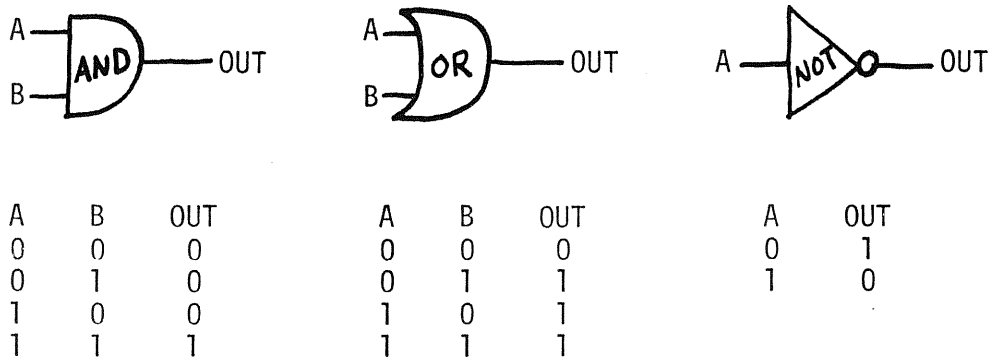 A AND OUT
B
A OR OUT
B
A NOT OUT
A B OUT
0 0 0
0 1 0
1 0 0
1 1 1
A B OUT
0 0 0
0 1 1
1 0 1
1 1 1
A OUT
0 1
1 0